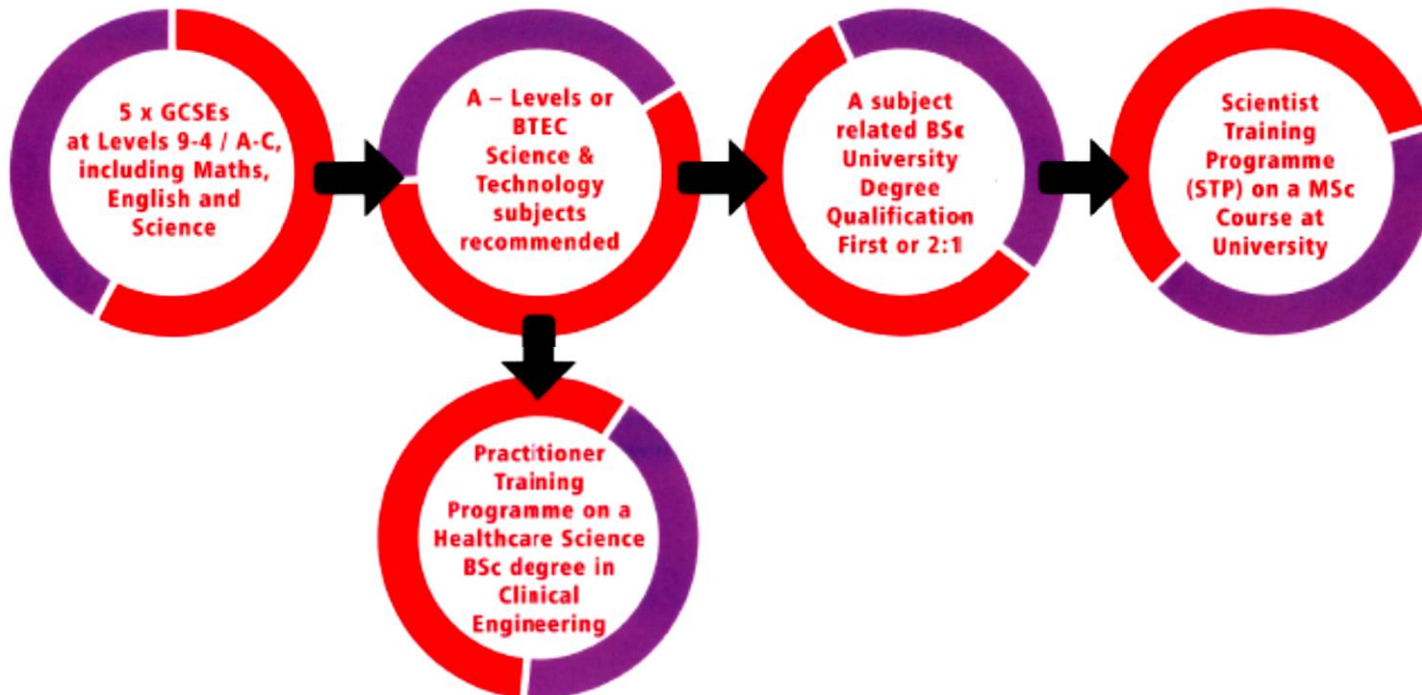 5 x GCSEs
at Levels 9-4 / A-C,
including Maths,
English and
Science
A – Levels or
BTEC
Science &
Technology
subjects
recommended
A subject
related BSc
University
Degree
Qualification
First or 2:1
Scientist
Training
Programme
(STP) on a MSc
Course at
University
Practitioner
Training
Programme on a
Healthcare Science
BSc degree in
Clinical
Engineering